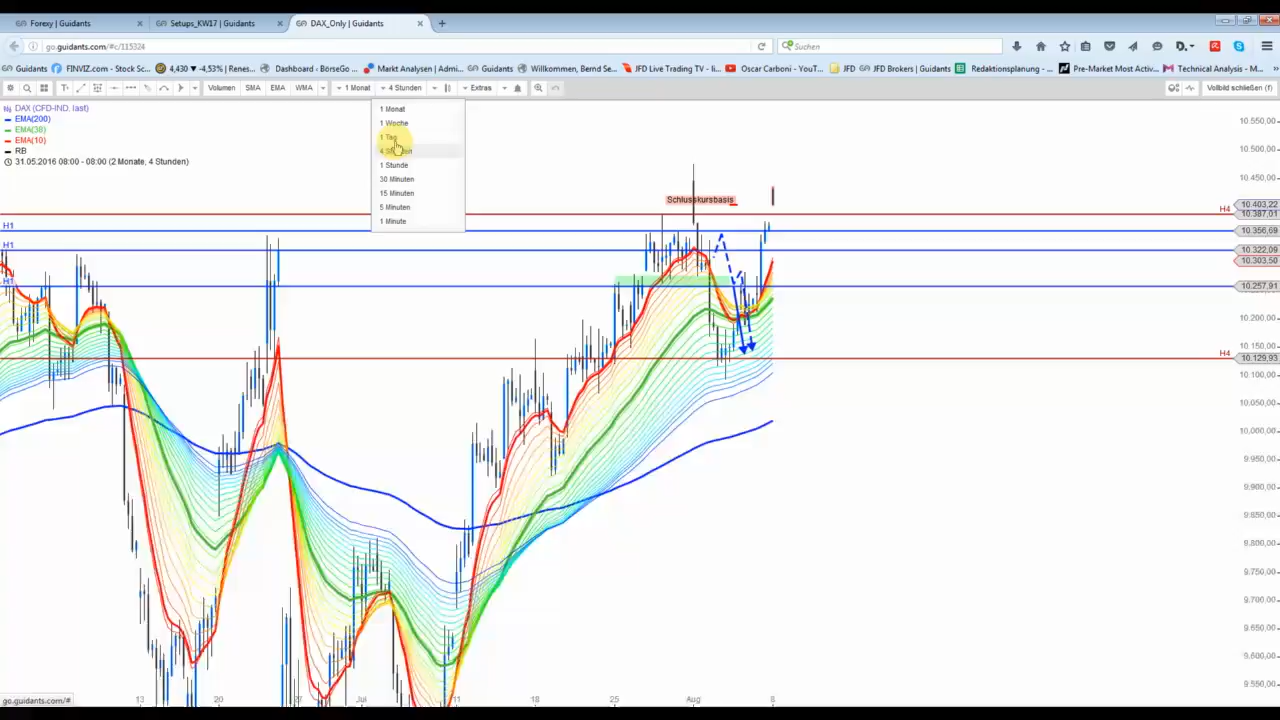 Forexy | Guidants × Setups_KW17 | Guidants × DAX_Only | Guidants × +
go.guidants.com/#c/115324 Suchen
Guidants FINVIZ.com - Stock Sc... 4,430 ▾ -4,53% | Renes... Dashboard - BörseGo ... Markt Analysen | Admi... Guidants Willkommen, Bernd Se... JFD Live Trading TV - li... Oscar Carboni - YouTu... JFD JFD Brokers | Guidants Redaktionsplanung - ... Pre-Market Most Activ... Technical Analysis - M...
Volumen SMA EMA WMA 1 Monat 4 Stunden Extras Vollbild schließen (f)
DAX (CFD-IND, last)
EMA(200)
EMA(38)
EMA(10)
RB
31.05.2016 08:00 - 08:00 (2 Monate, 4 Stunden)
1 Monat
1 Woche
1 Tag
1 Stunde
30 Minuten
15 Minuten
5 Minuten
1 Minute
10.550,00
10.500,00
10.450,00
Schlusskursbasis
10.403,22
H4
10.387,01
H1
10.356,69
H1
10.322,09
10.303,50
H1
10.257,91
10.200,00
10.150,00
H4
10.129,93
10.100,00
10.050,00
10.000,00
9.950,00
9.900,00
9.850,00
9.800,00
9.750,00
9.700,00
9.650,00
9.600,00
9.550,00
go.guidants.com/#
13 20 27 Jul 11 18 25 Aug 8